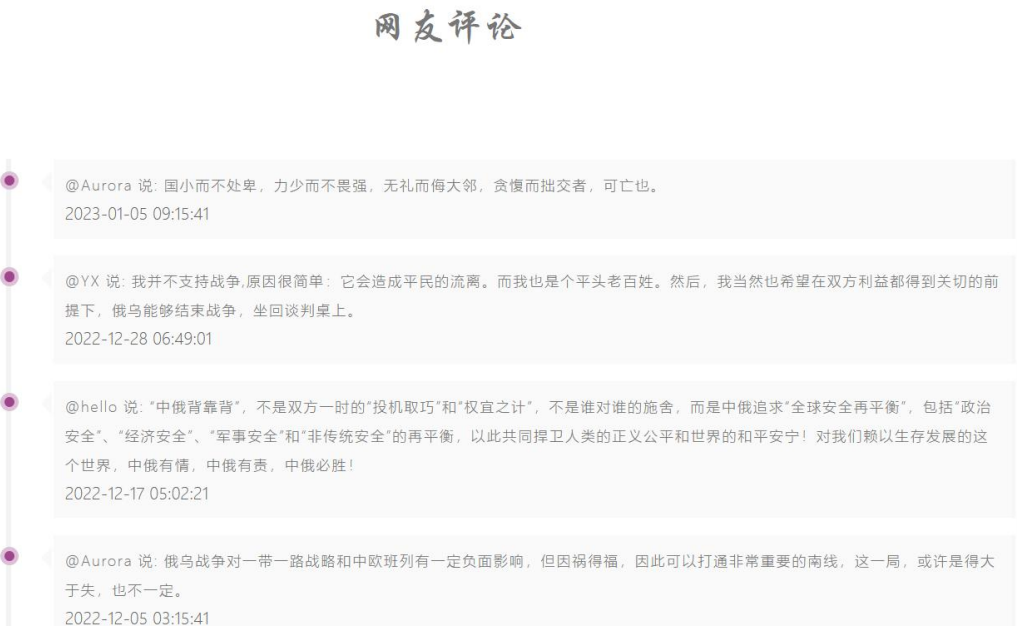 网友评论
@Aurora 说: 国小而不处卑，力少而不畏强，无礼而侮大邻，贪愎而拙交者，可亡也。
2023-01-05 09:15:41
@YX 说: 我并不支持战争,原因很简单：它会造成平民的流离。而我也是个平头老百姓。然后，我当然也希望在双方利益都得到关切的前
提下，俄乌能够结束战争，坐回谈判桌上。
2022-12-28 06:49:01
@hello 说: “中俄背靠背”，不是双方一时的“投机取巧”和“权宜之计”，不是谁对谁的施舍，而是中俄追求“全球安全再平衡”，包括“政治
安全”、“经济安全”、“军事安全”和“非传统安全”的再平衡，以此共同捍卫人类的正义公平和世界的和平安宁！对我们赖以生存发展的这
个世界，中俄有情，中俄有责，中俄必胜！
2022-12-17 05:02:21
@Aurora 说: 俄乌战争对一带一路战略和中欧班列有一定负面影响，但因祸得福，因此可以打通非常重要的南线，这一局，或许是得大
于失，也不一定。
2022-12-05 03:15:41